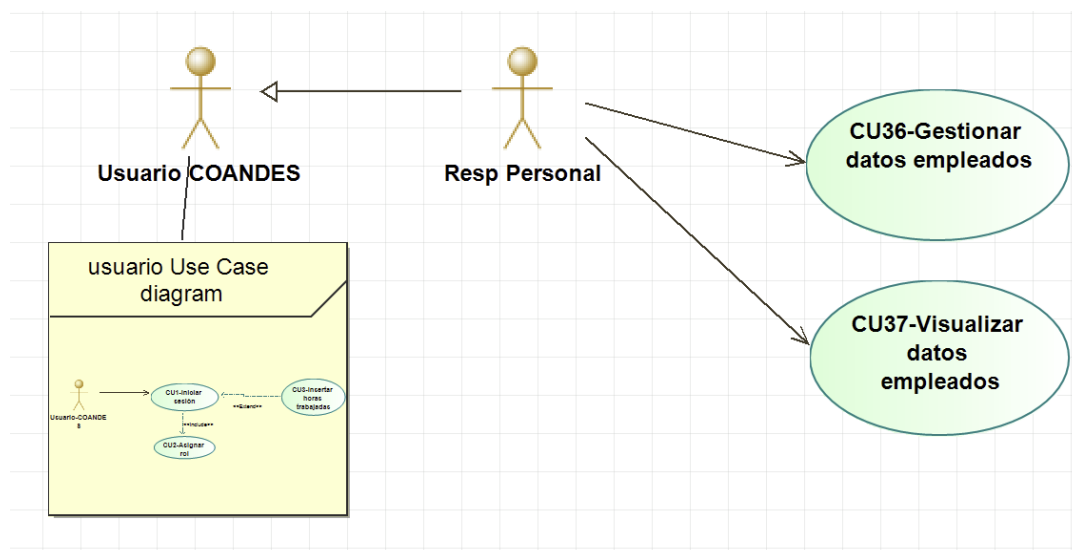 Usuario COANDES
Resp Personal
CU36-Gestionar
datos empleados
CU37-Visualizar
datos
empleados
usuario Use Case
diagram
Usuario-COANDE
S
CU1-Iniciar
sesión
CU3-Insertar
horas
trabajadas
**Extend**
**Include**
CU2-Asignar
rol